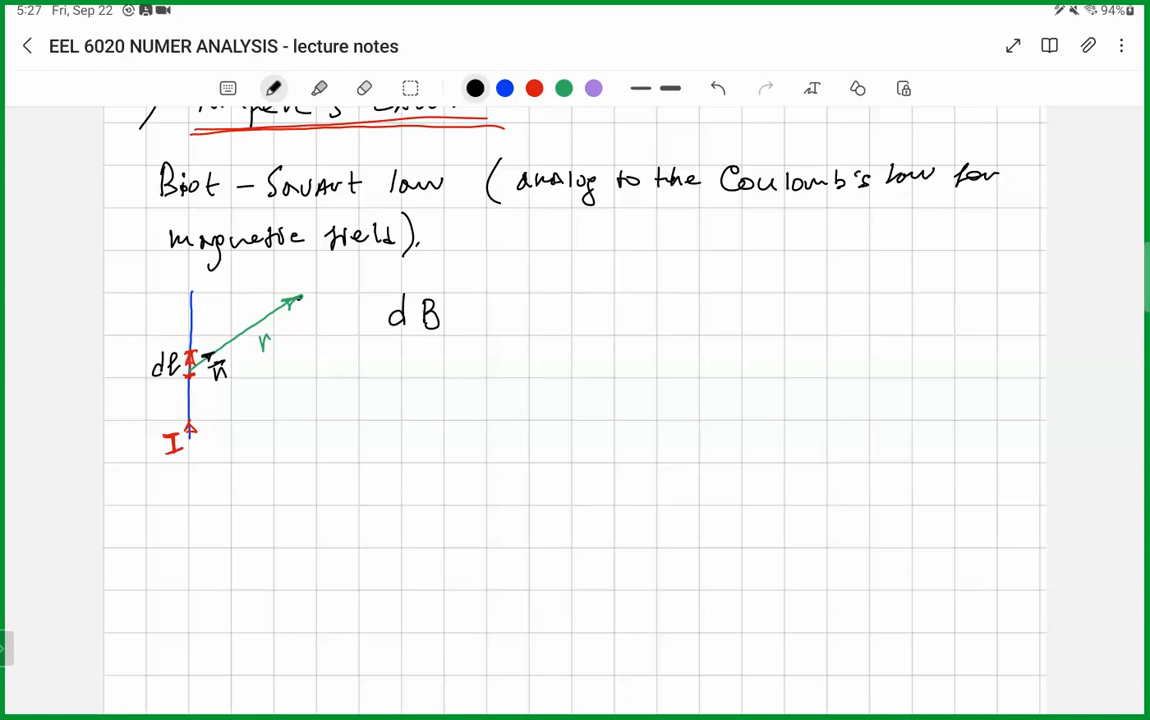 5:27 Fri, Sep 22 94%
EEL 6020 NUMER ANALYSIS - lecture notes
Biot - Savart law (analog to the Coulomb's law for
magnetic field).
dB
r
dl n
I